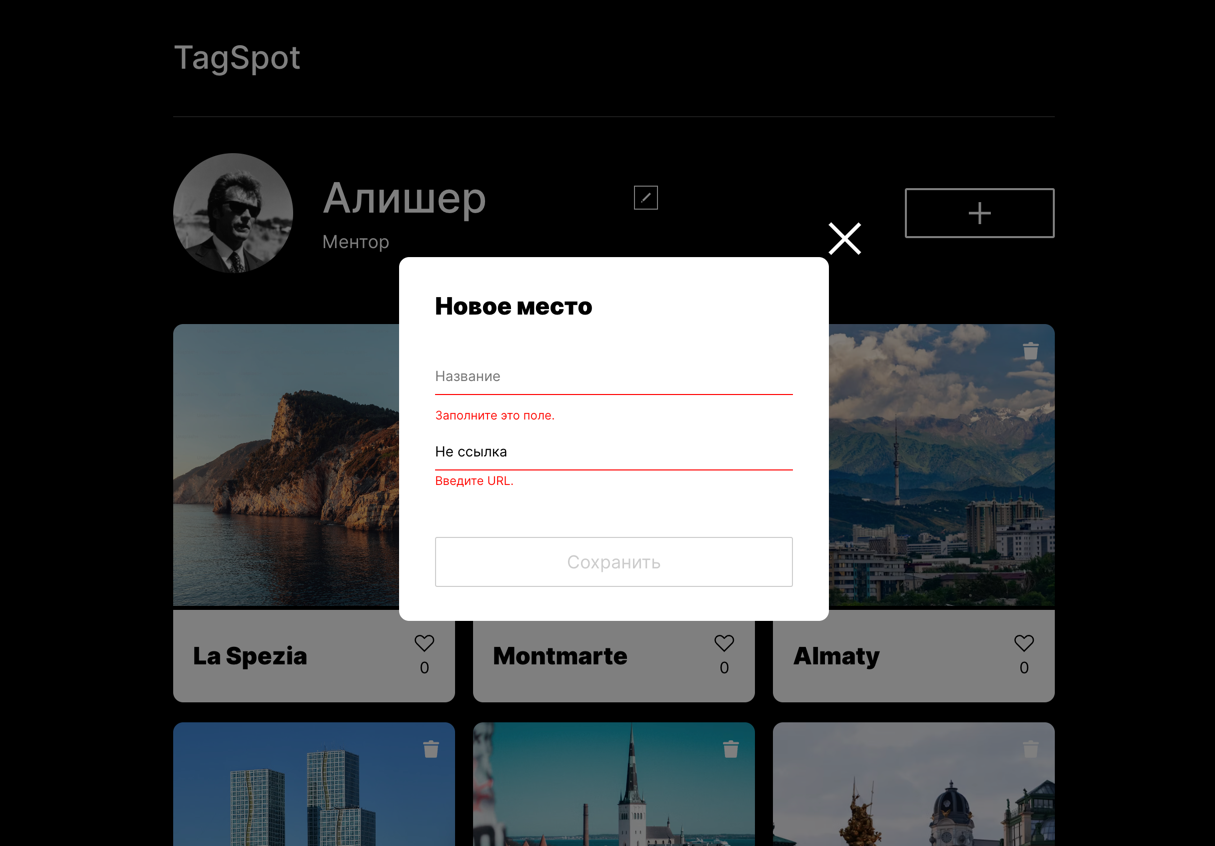 TagSpot
Алишер
Ментор
Новое место
Название
Заполните это поле.
Не ссылка
Введите URL.
Сохранить
La Spezia
0
Montmarte
0
Almaty
0